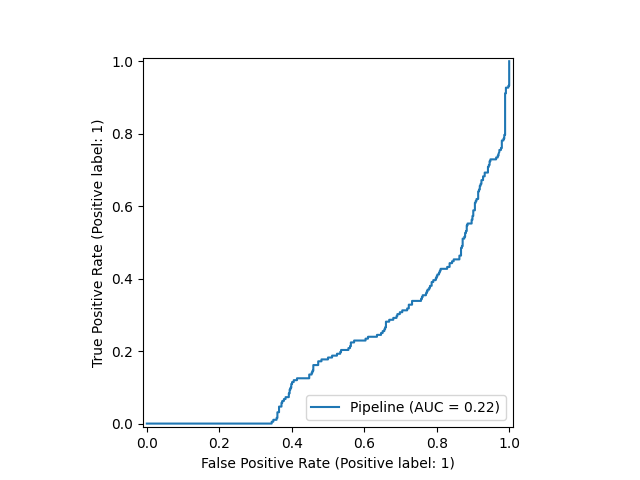 1.0
0.8
0.6
0.4
0.2
0.0
True Positive Rate (Positive label: 1)
Pipeline (AUC = 0.22)
0.0 0.2 0.4 0.6 0.8 1.0
False Positive Rate (Positive label: 1)